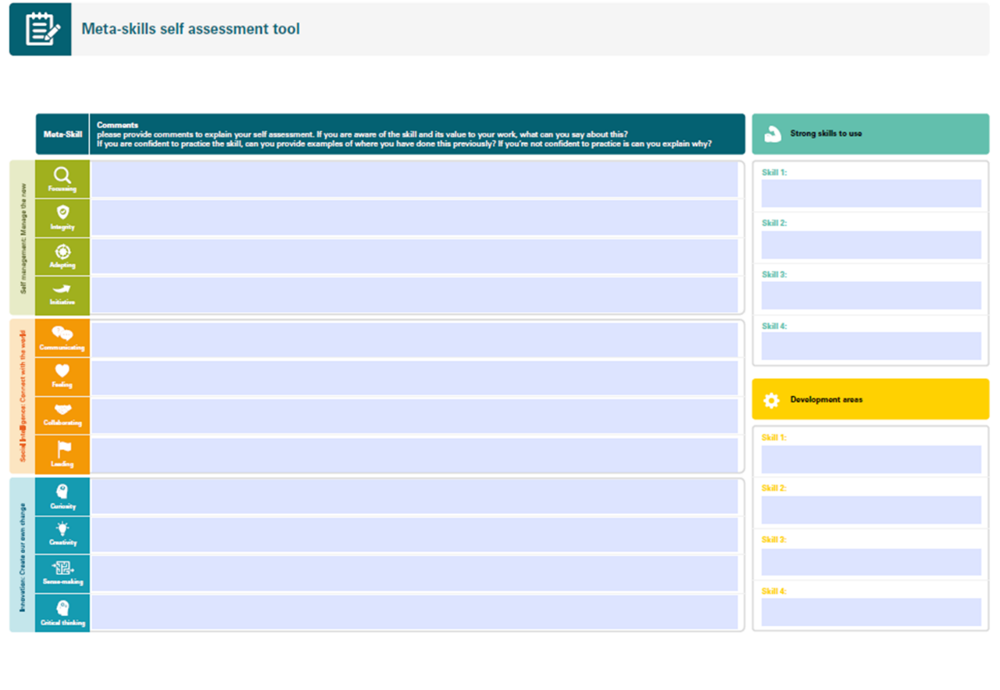 Meta-skills self assessment tool
Meta-Skill
Comments
please provide comments to explain your self assessment. If you are aware of the skill and its value to your work, what can you say about this?
If you are confident to practice the skill, can you provide examples of where you have done this previously? If you're not confident to practice is can you explain why?
Self management: Manage the now
Focussing
Integrity
Adapting
Initiative
Social Intelligence: Connect with the world
Communicating
Feeling
Collaborating
Leading
Innovation: Create our own change
Curiosity
Creativity
Sense-making
Critical thinking
Strong skills to use
Skill 1:
Skill 2:
Skill 3:
Skill 4:
Development areas
Skill 1:
Skill 2:
Skill 3:
Skill 4: